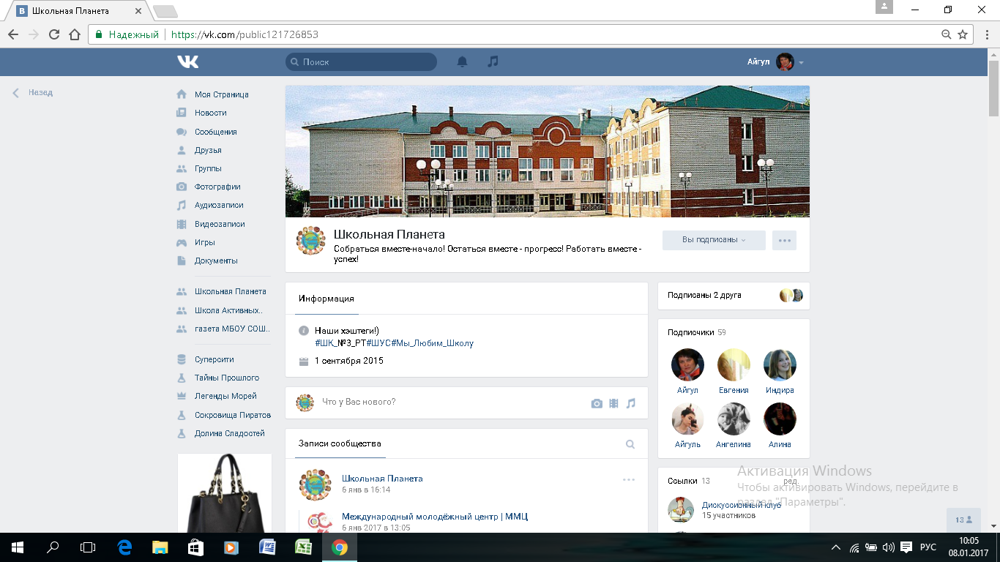 Школьная Планета
Надежный
https://vk.com/public121726853
Поиск
Айгул
Назад
Моя Страница
Новости
Сообщения
Друзья
Группы
Фотографии
Аудиозаписи
Видеозаписи
Игры
Документы
Школьная Планета
Школа Активных..
газета МБОУ СОШ..
Суперсити
Тайны Прошлого
Легенды Морей
Сокровища Пиратов
Долина Сладостей
Школьная Планета
Собраться вместе-начало! Остаться вместе - прогресс! Работать вместе -
успех!
Вы подписаны
Информация
Наши хэштеги!)
#ШК_№3_РТ#ШУС#Мы_Любим_Школу
1 сентября 2015
Что у Вас нового?
Записи сообщества
Школьная Планета
6 янв в 16:14
Международный молодёжный центр | ММЦ
6 янв 2017 в 13:05
Подписаны 2 друга
Подписчики 59
Айгул Евгения Индира
Айгуль Ангелина Алина
Ссылки 13 ред.
Дискуссионный клуб
15 участников
Активация Windows
Чтобы активировать Windows, перейдите в
раздел "Параметры".
13
РУС
10:05
08.01.2017